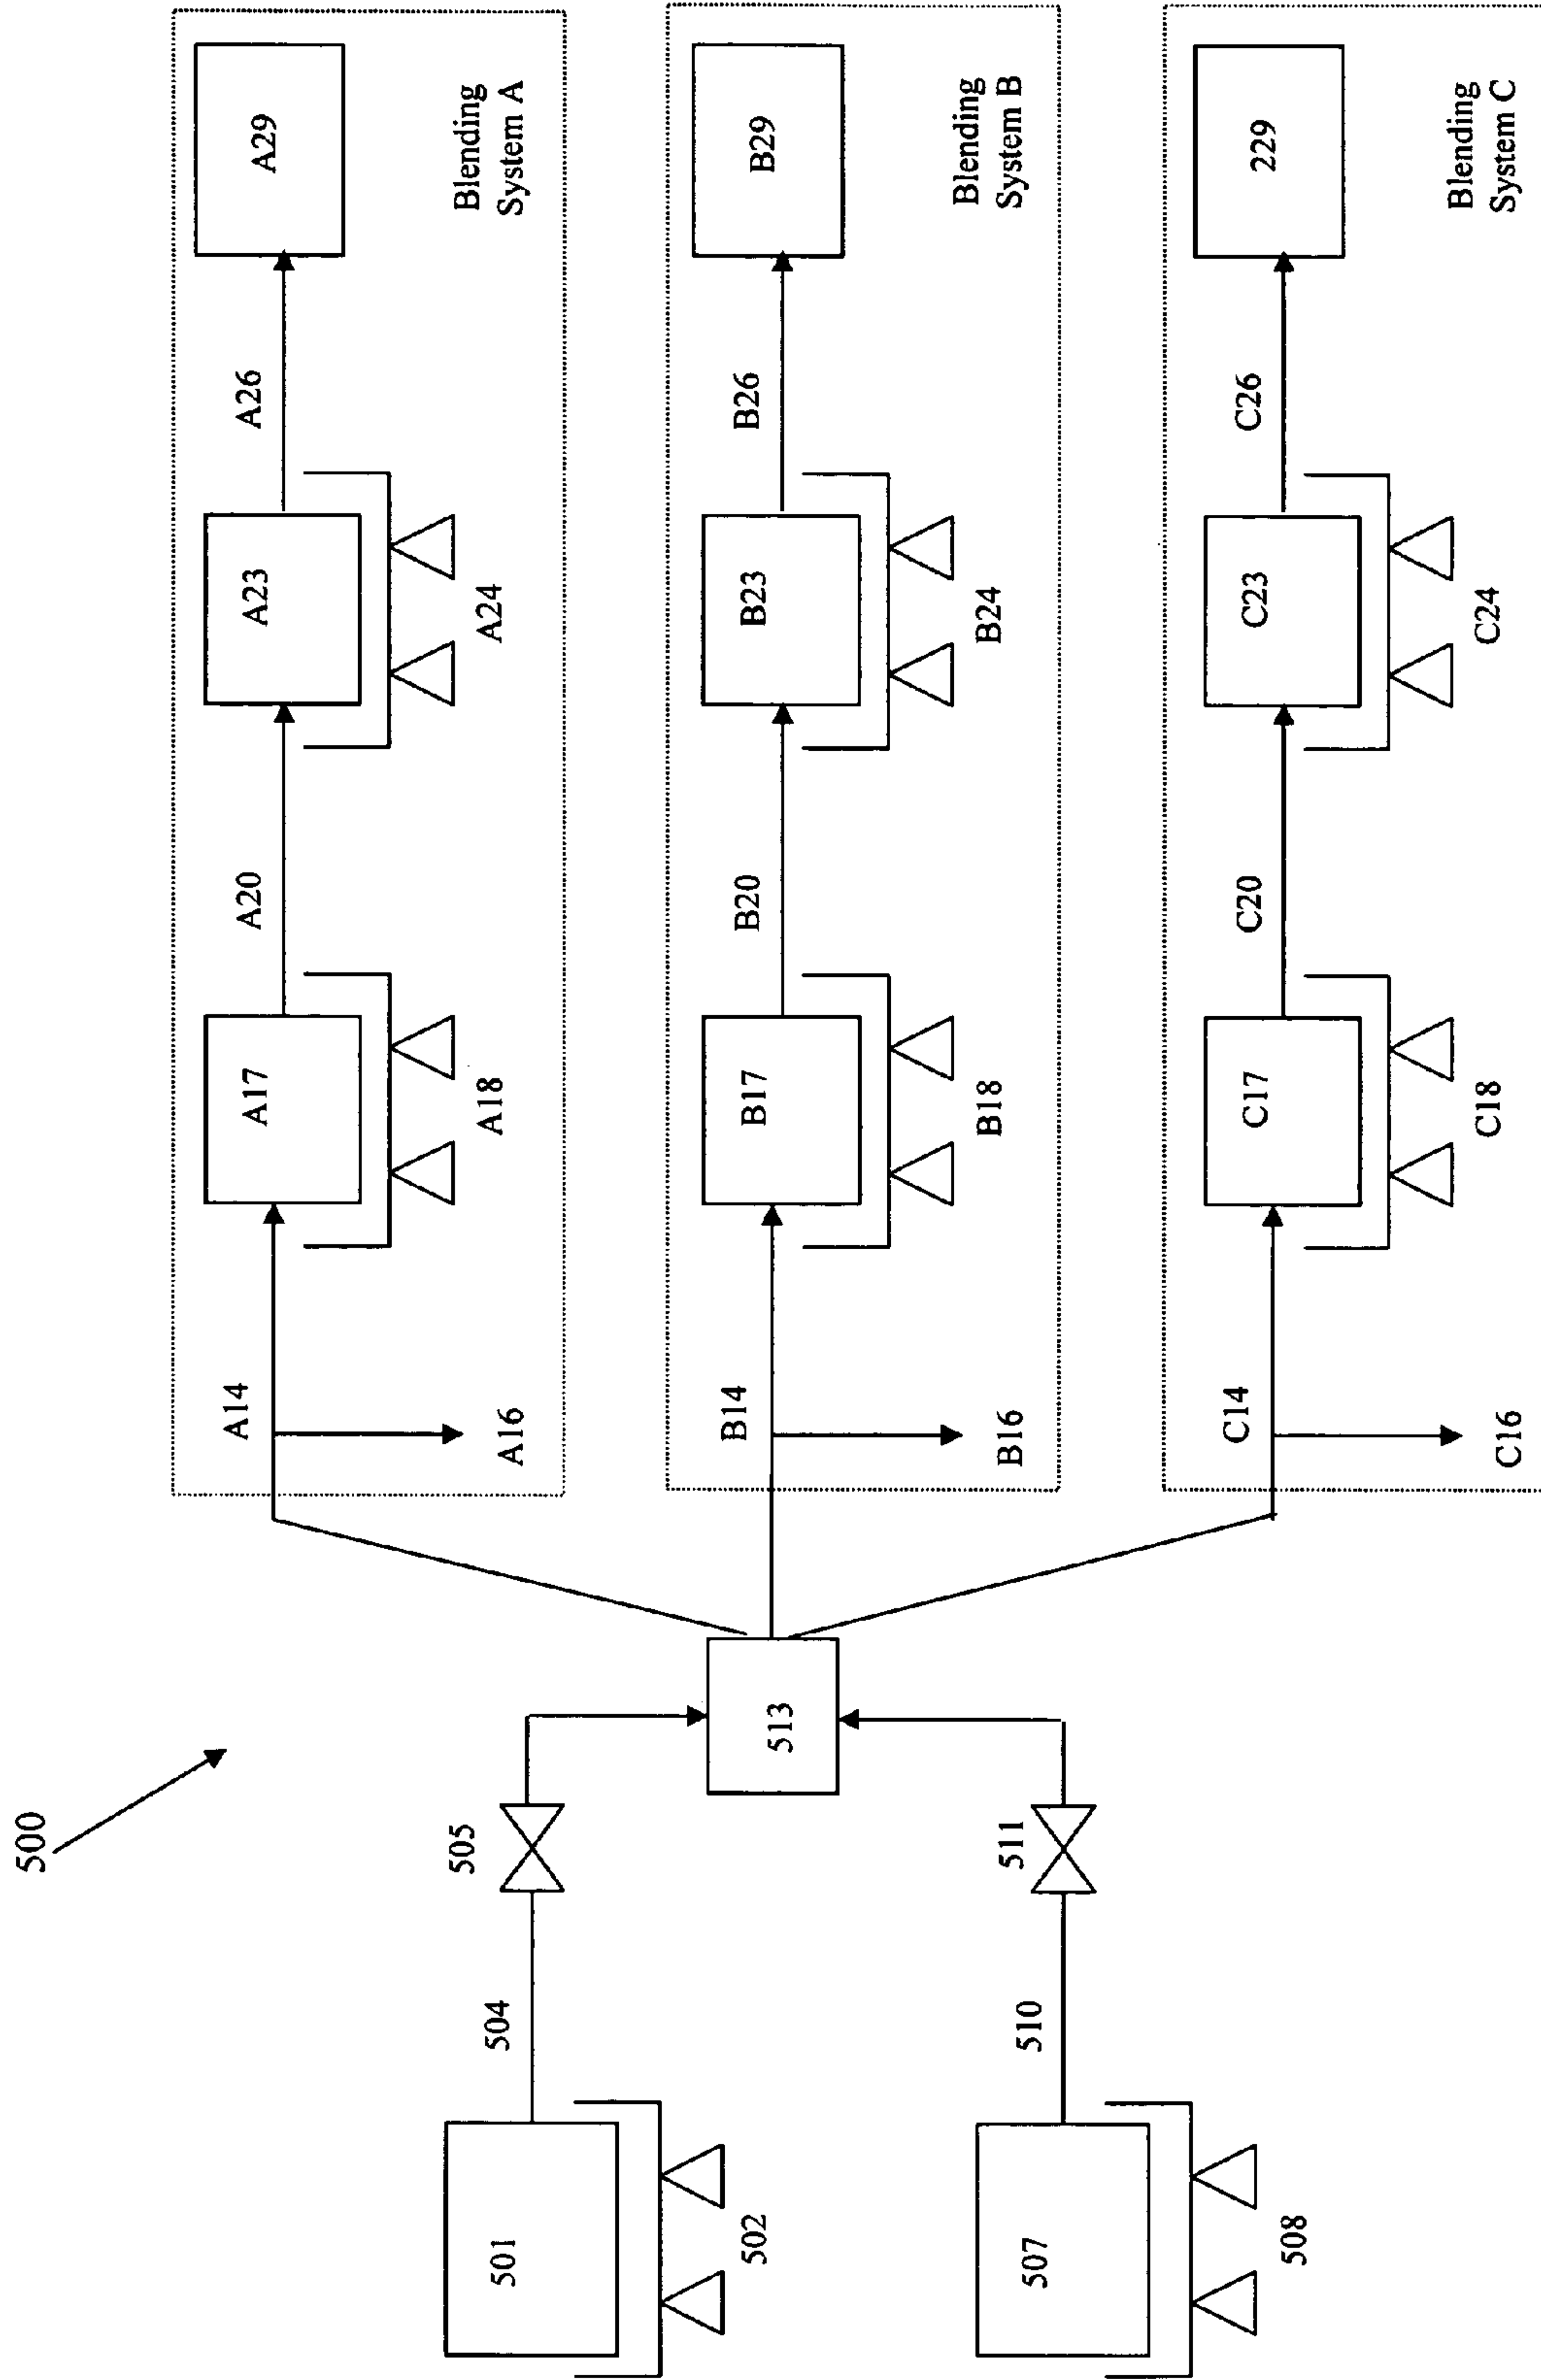 500
501
502
504
505
507
508
510
511
513
A14
A16
A17
A18
A20
A23
A24
A26
A29
Blending
System A
B14
B16
B17
B18
B20
B23
B24
B26
B29
Blending
System B
C14
C16
C17
C18
C20
C23
C24
C26
229
Blending
System C